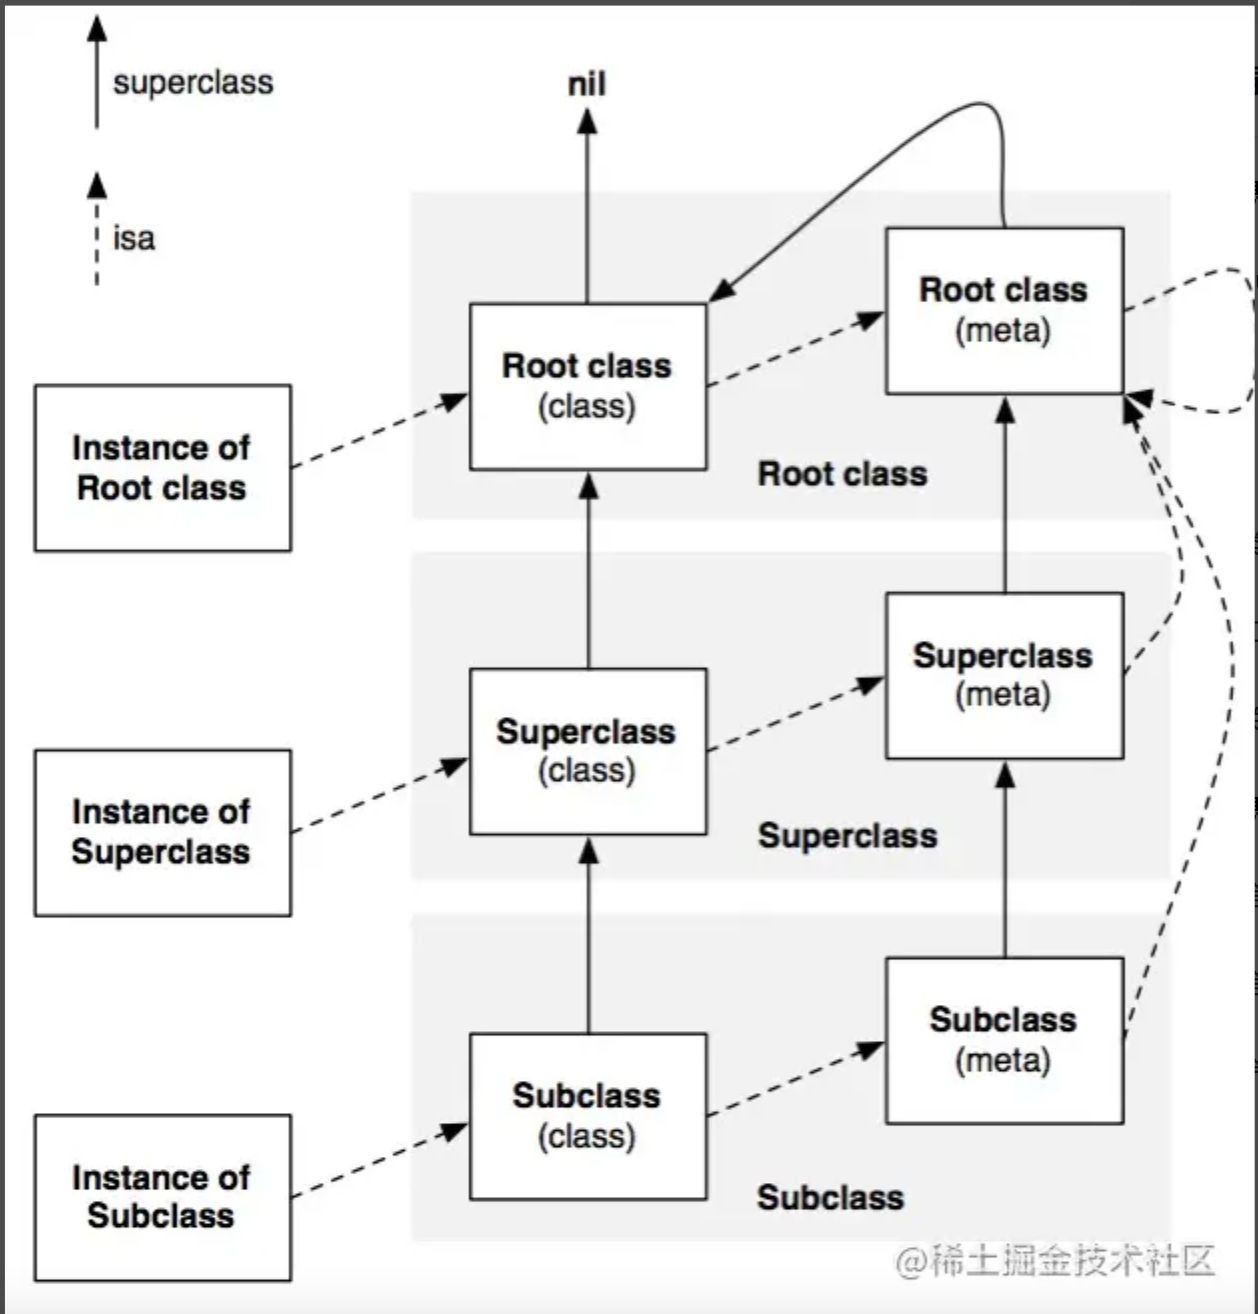 superclass
isa
nil
Root class
(meta)
Root class
(class)
Instance of
Root class
Root class
Superclass
(meta)
Superclass
(class)
Instance of
Superclass
Superclass
Subclass
(meta)
Subclass
(class)
Instance of
Subclass
Subclass
@稀土掘金技术社区